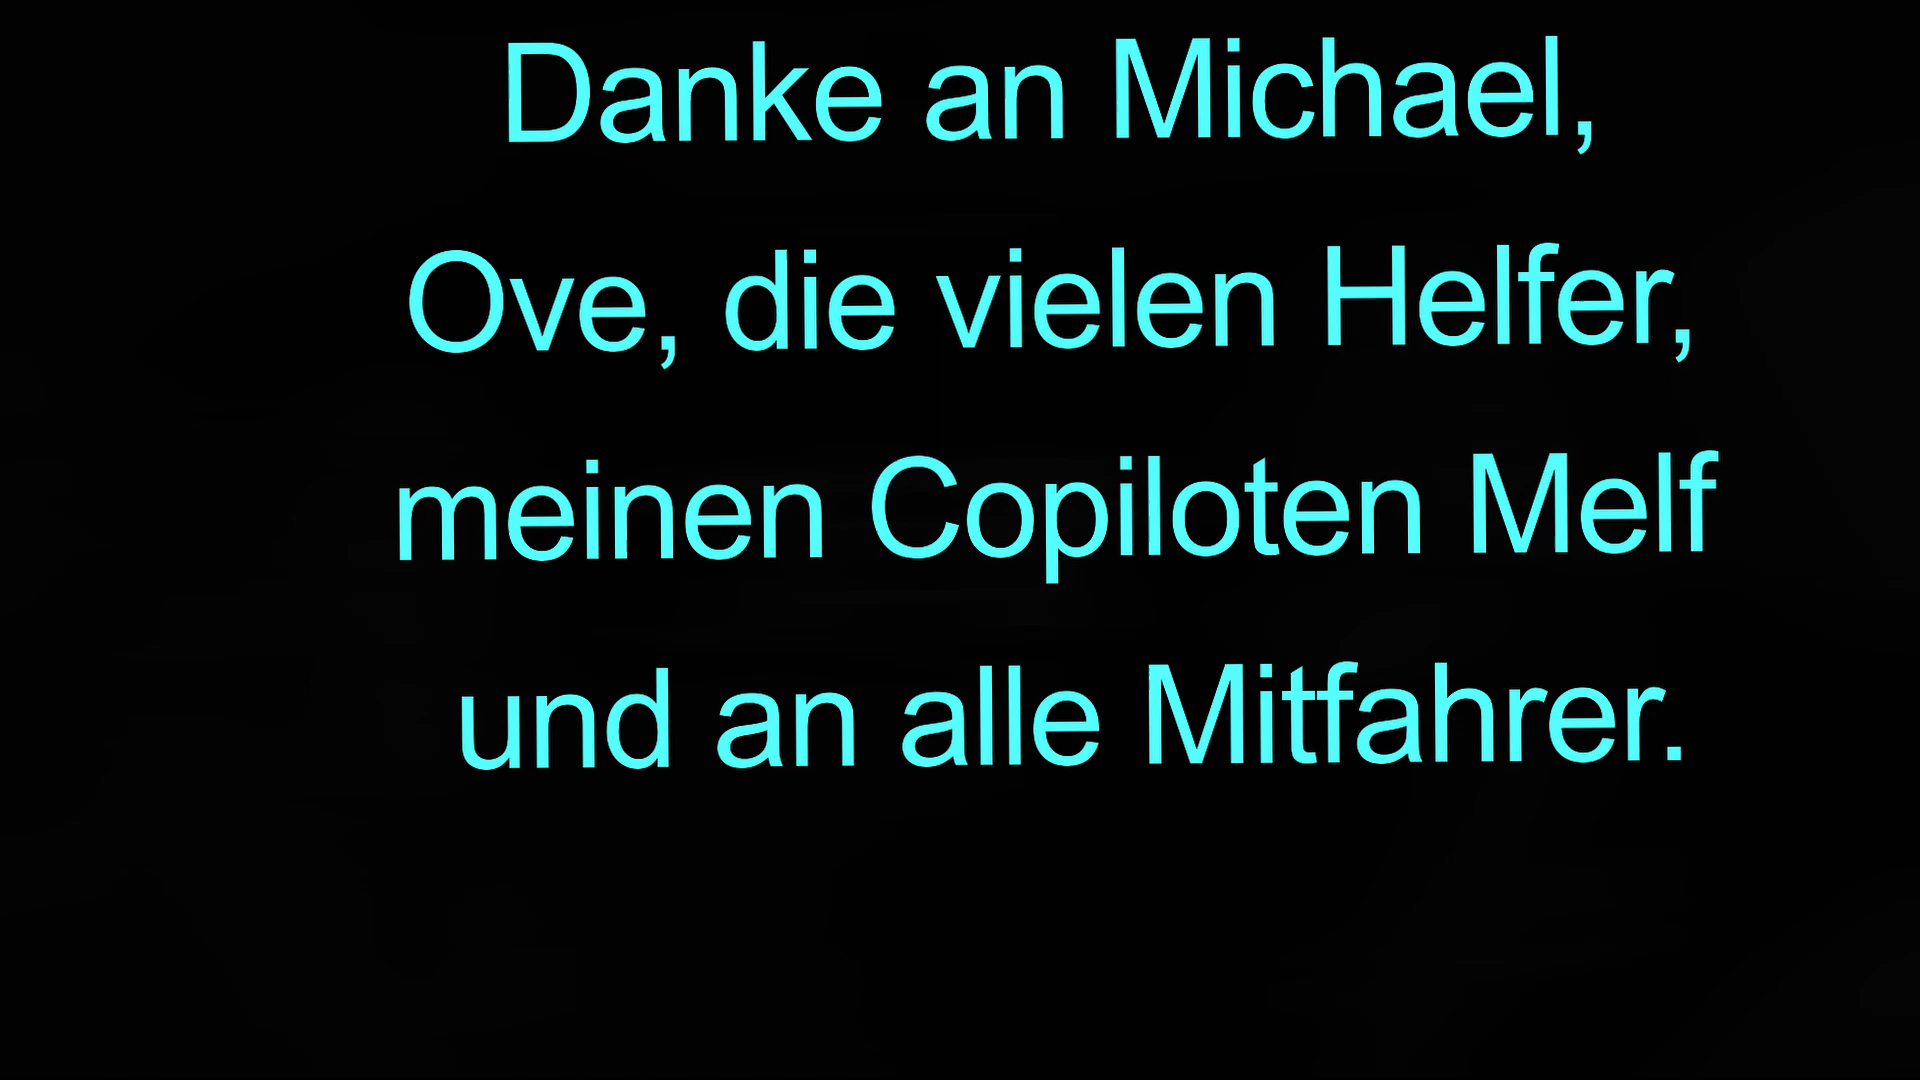 Danke an Michael,
Ove, die vielen Helfer,
meinen Copiloten Melf
und an alle Mitfahrer.